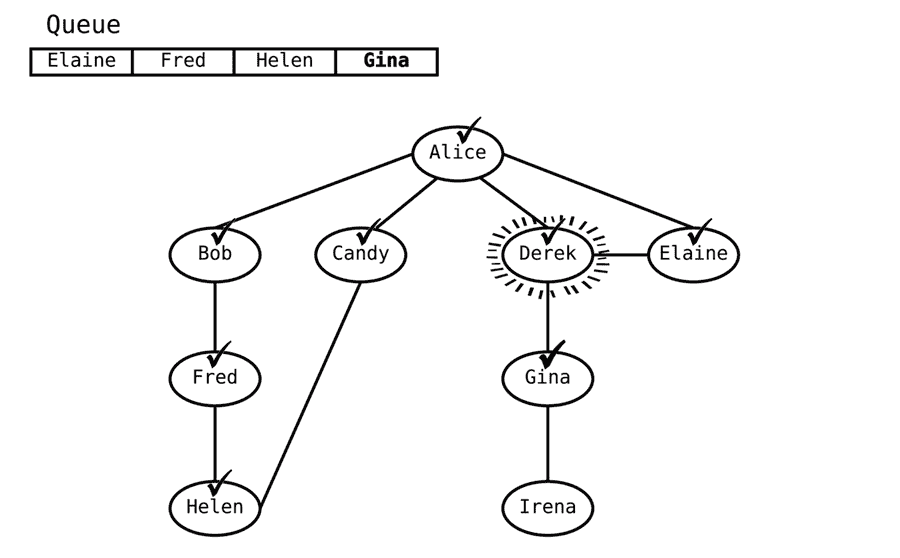 Queue
Elaine Fred Helen Gina
Alice
Bob Candy Derek Elaine
Fred Gina
Helen Irena